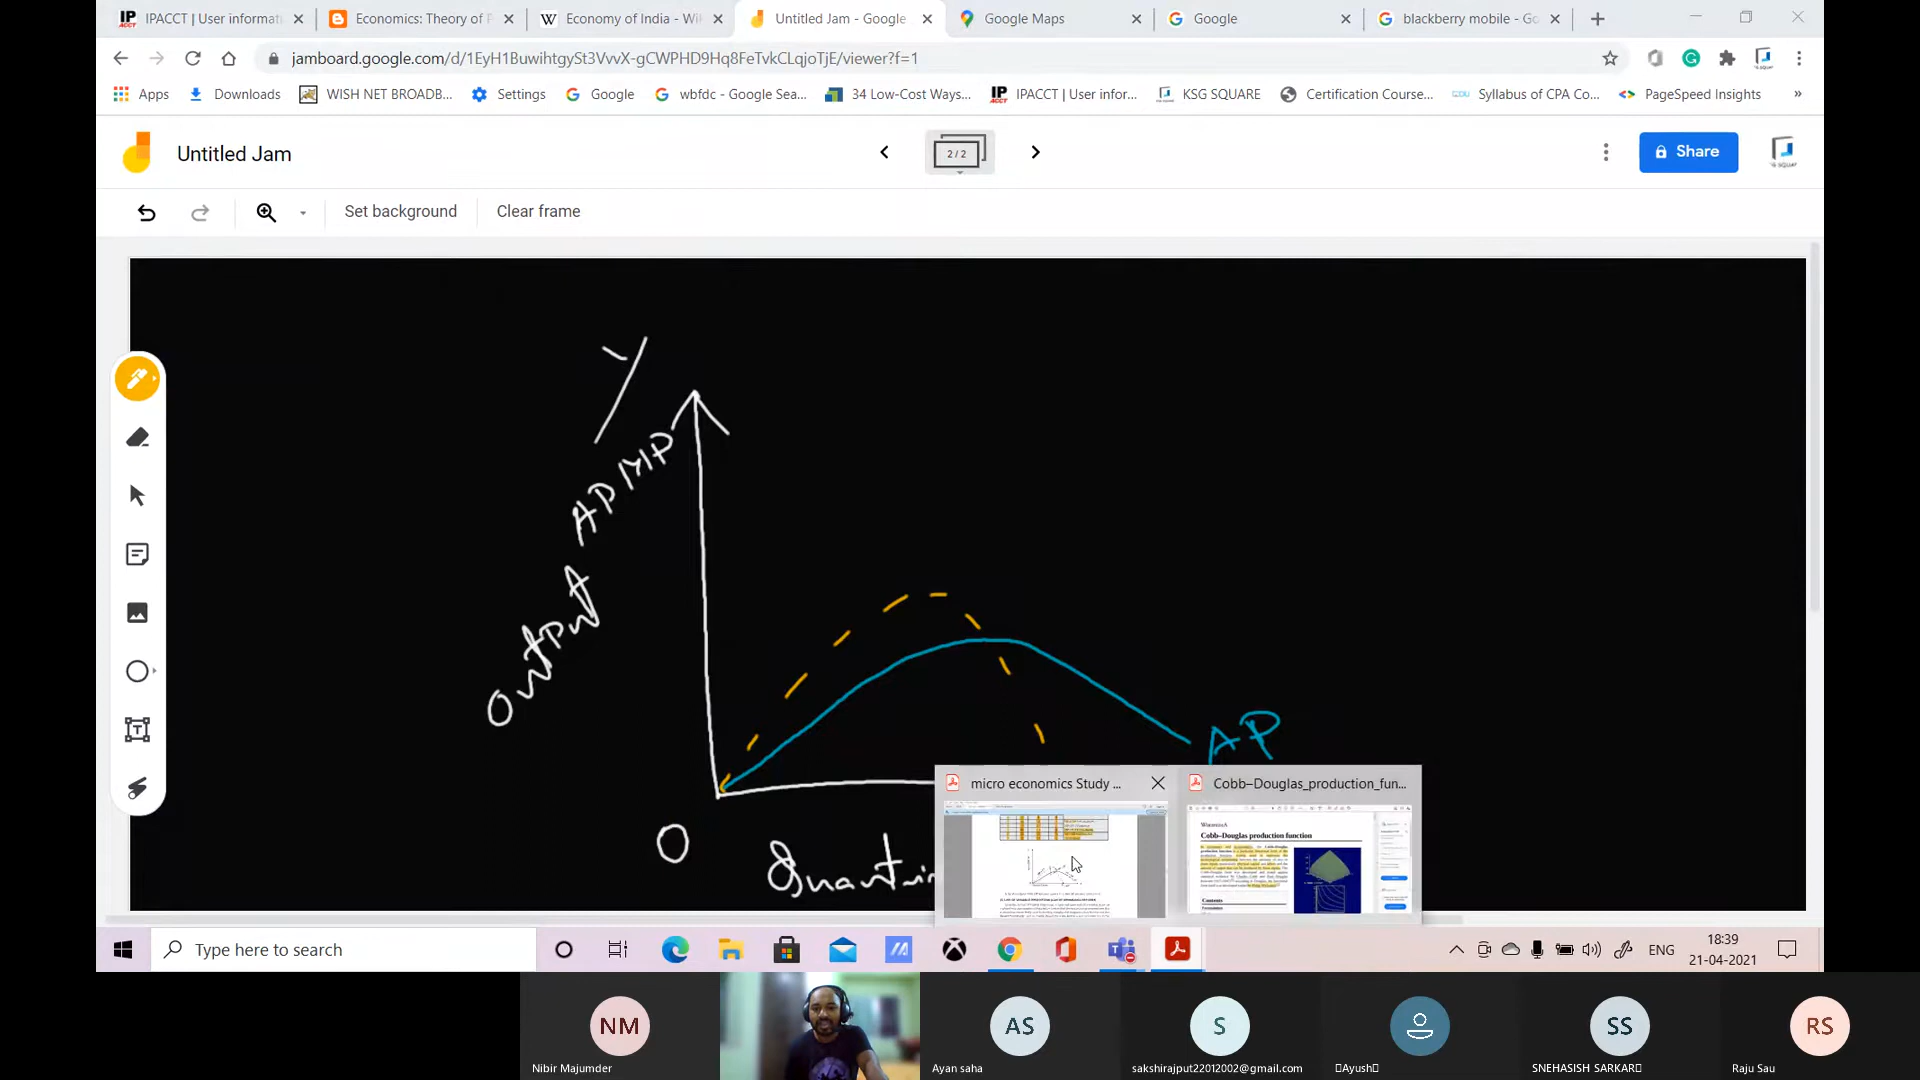 IPACCT | User informati
Economics: Theory of P
Economy of India - Wik
Untitled Jam - Google
Google Maps
Google
blackberry mobile - Go
jamboard.google.com/d/1EyH1BuwihtgySt3VvvX-gCWPHD9Hq8FeTvkCLqjoTjE/viewer?f=1
Apps Downloads WISH NET BROADB... Settings Google wbfdc - Google Sea... 34 Low-Cost Ways... IPACCT | User infor... KSG SQUARE Certification Course... Syllabus of CPA Co... PageSpeed Insights »
Untitled Jam
2 / 2
Share
Set background Clear frame
Y
AP MP
Output
AP
O
Quanti
micro economics Study ...
Cobb–Douglas_production_fun...
Cobb–Douglas production function
Contents
Type here to search
ENG
18:39
21-04-2021
NM
AS
S
SS
RS
Nibir Majumder
Ayan saha
sakshirajput22012002@gmail.com
Ayush
SNEHASISH SARKAR
Raju Sau